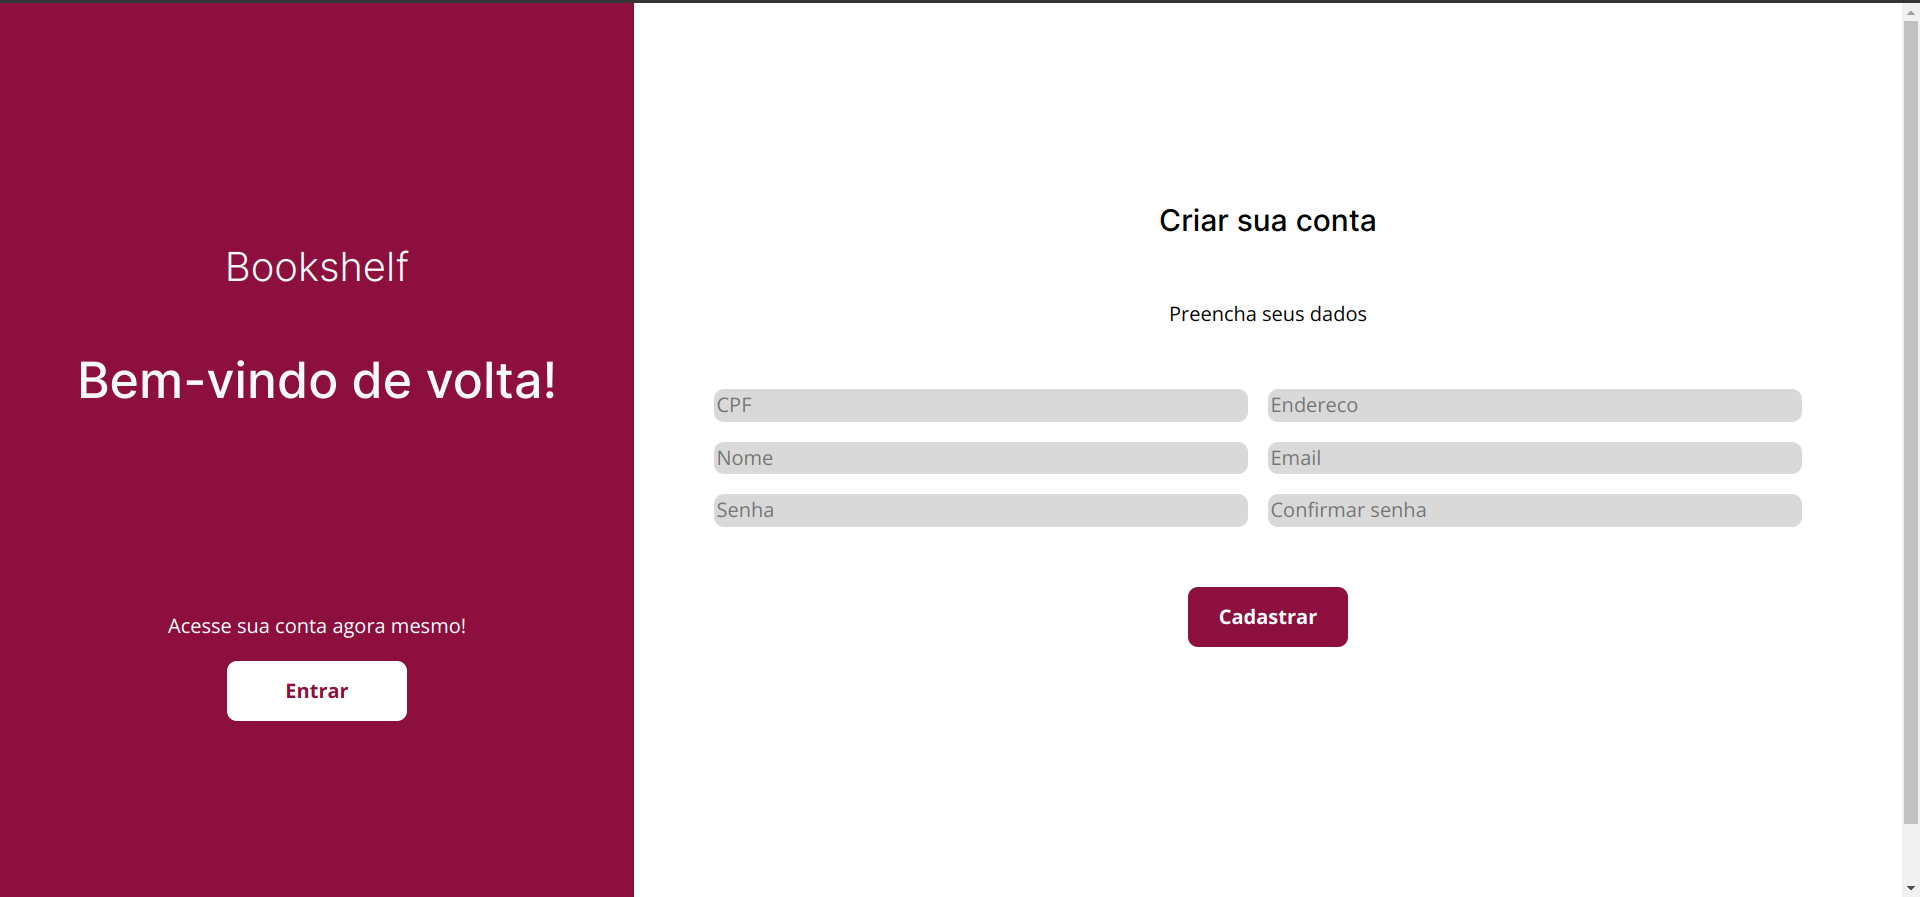 Bookshelf
Bem-vindo de volta!
Acesse sua conta agora mesmo!
Entrar
Criar sua conta
Preencha seus dados
CPF
Endereco
Nome
Email
Senha
Confirmar senha
Cadastrar